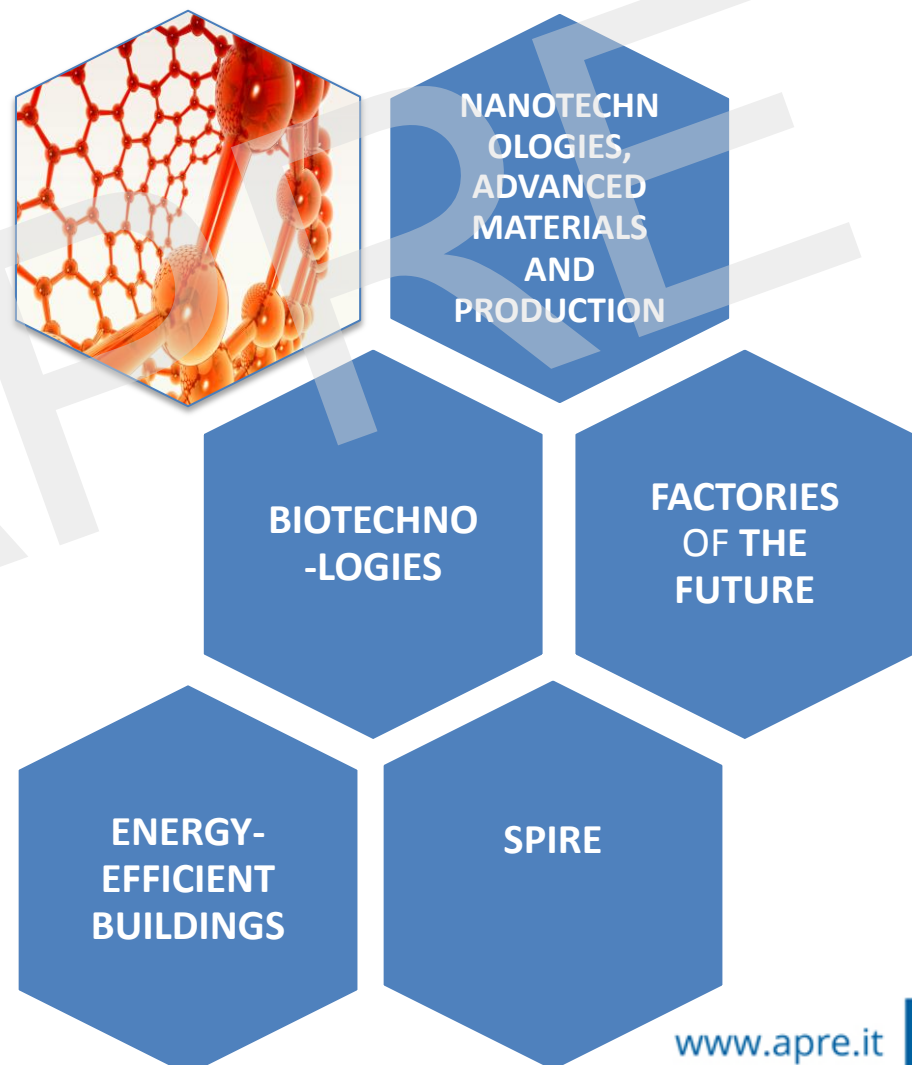 NANOTECHN
OLOGIES,
ADVANCED
MATERIALS
AND
PRODUCTION
BIOTECHNO
-LOGIES
FACTORIES
OF THE
FUTURE
ENERGY-
EFFICIENT
BUILDINGS
SPIRE
www.apre.it
APRE